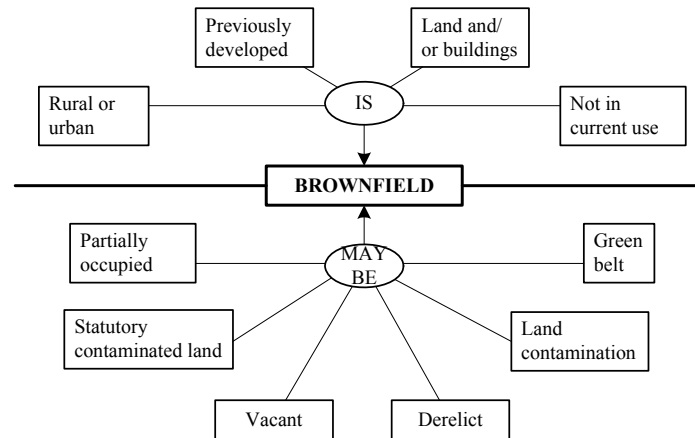 Previously
developed
Land and/
or buildings
Rural or
urban
IS
Not in
current use
BROWNFIELD
Partially
occupied
MAY
BE
Green
belt
Statutory
contaminated land
Land
contamination
Vacant
Derelict